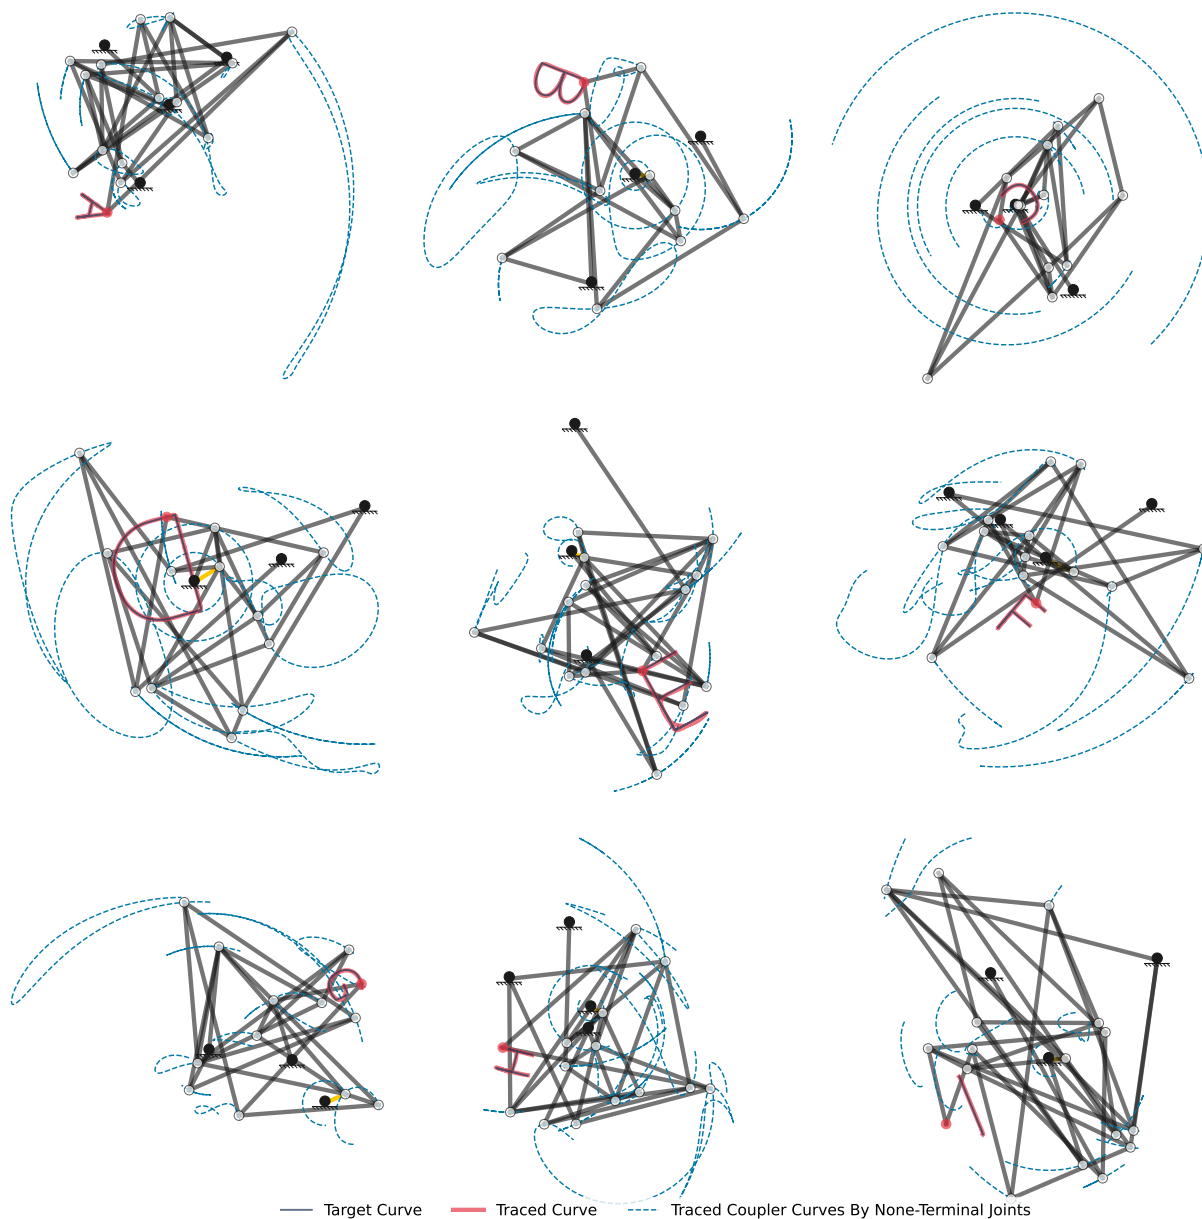 A B C
D E F
G H I
Target Curve Traced Curve Traced Coupler Curves By None-Terminal Joints